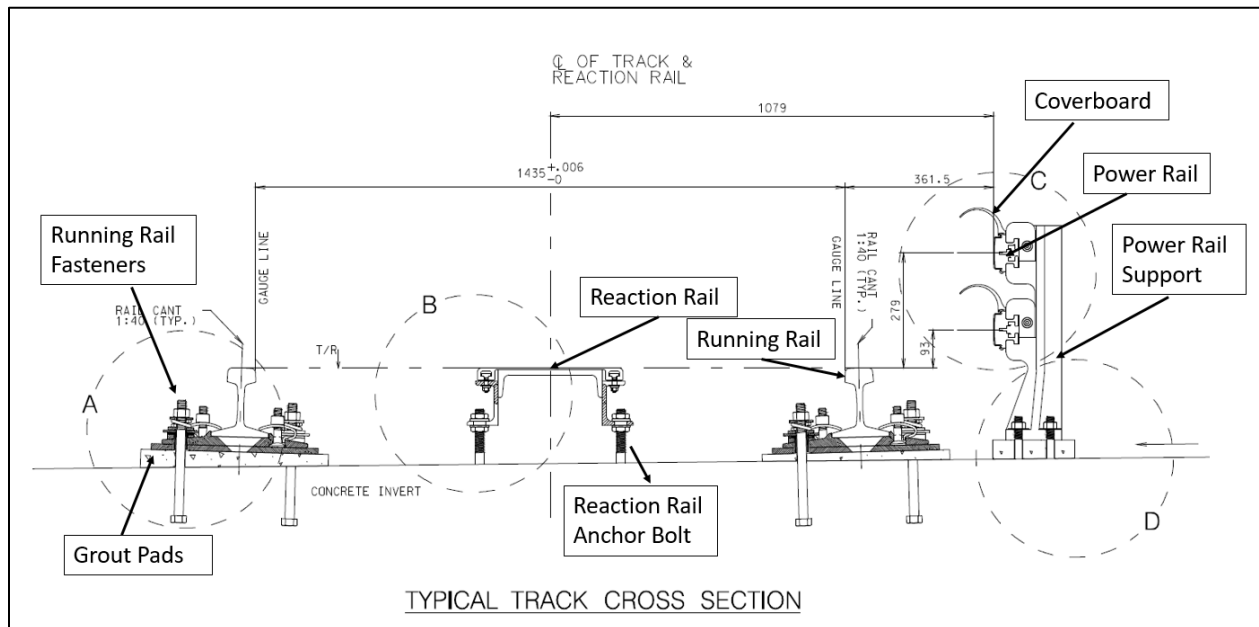 ℄ OF TRACK &
REACTION RAIL
1079
Coverboard
1435 +.006
-0
361.5
C
Power Rail
Running Rail
Fasteners
GAUGE LINE
GAUGE LINE
RAIL CANT
1:40 (TYP.)
Power Rail
Support
RAIL CANT
1:40 (TYP.)
B
Reaction Rail
279
Running Rail
T/R
93
A
CONCRETE INVERT
Reaction Rail
Anchor Bolt
D
Grout Pads
TYPICAL TRACK CROSS SECTION